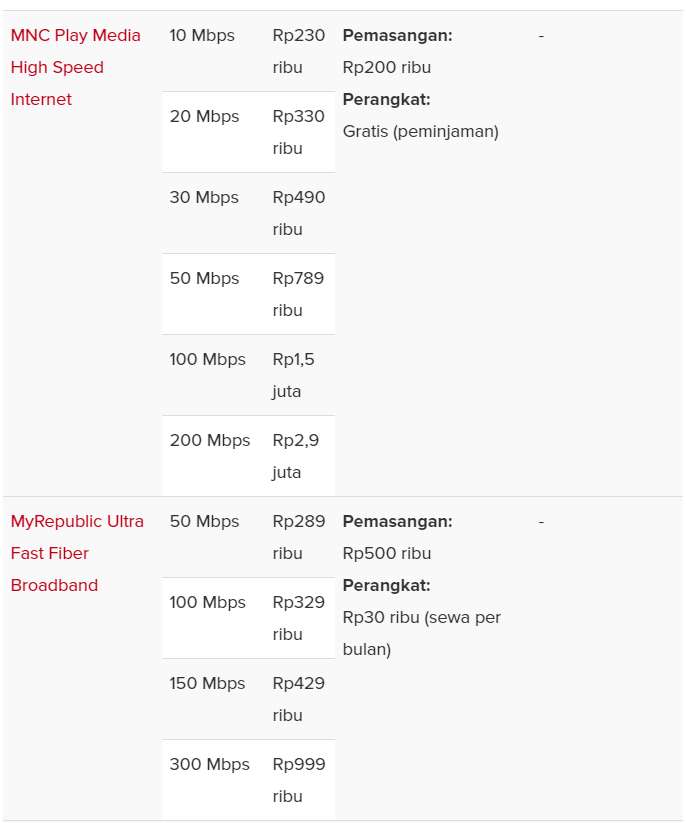 MNC Play Media
High Speed
Internet
10 Mbps
Rp230
ribu
20 Mbps
Rp330
ribu
30 Mbps
Rp490
ribu
50 Mbps
Rp789
ribu
100 Mbps
Rp1,5
juta
200 Mbps
Rp2,9
juta
Pemasangan:
Rp200 ribu
Perangkat:
Gratis (peminjaman)
-
MyRepublic Ultra
Fast Fiber
Broadband
50 Mbps
Rp289
ribu
100 Mbps
Rp329
ribu
150 Mbps
Rp429
ribu
300 Mbps
Rp999
ribu
Pemasangan:
Rp500 ribu
Perangkat:
Rp30 ribu (sewa per
bulan)
-